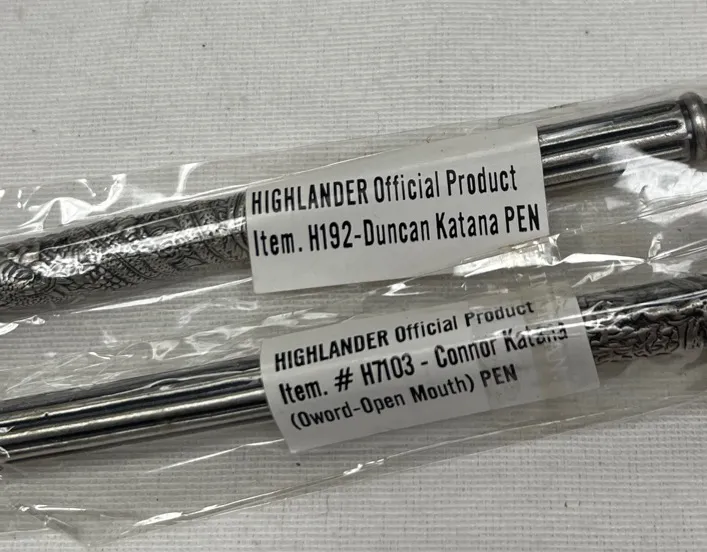 HIGHLANDER Official Product
Item. H192-Duncan Katana PEN
HIGHLANDER Official Product
Item. # H7103 - Connor Katana
(Oword-Open Mouth) PEN